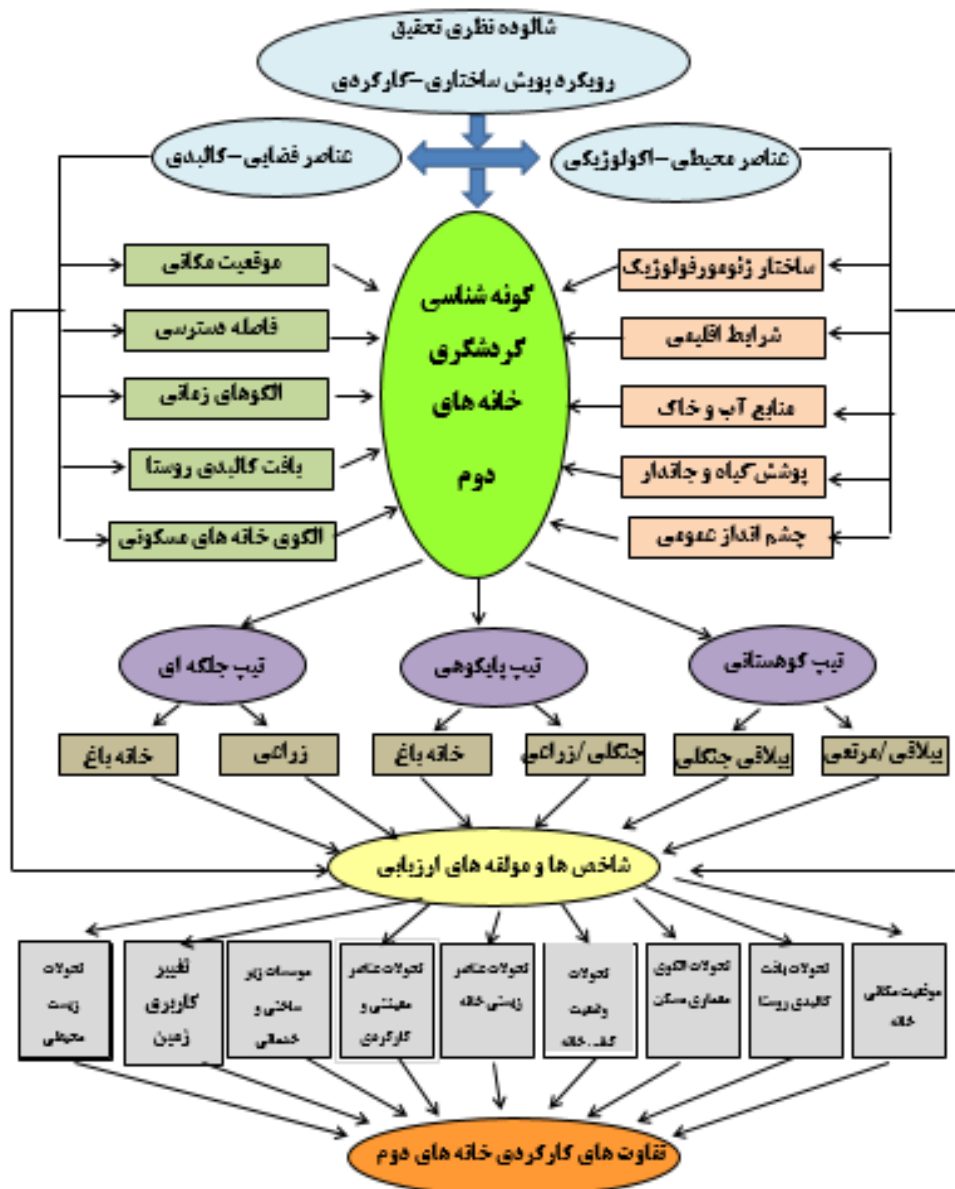 شالوده نظری تحقیق
رویکرد پویش ساختاری-کارکردی
عناصر محیطی-اکولوژیکی
عناصر فضایی-کالبدی
ساختار ژئومورفولوژیک
شرایط اقلیمی
منابع آب و خاک
پوشش گیاه و جاندار
چشم انداز عمومی
گونه شناسی
گردشگری
خانه های
دوم
موقعیت مکانی
فاصله دسترسی
الگوهای زمانی
بافت کالبدی روستا
الگوی خانه های مسکونی
تیپ کوهستانی
تیپ پایکوهی
تیپ جلگه ای
ییلاقی/مرتعی
ییلاقی جنگلی
جنگلی/زراعی
خانه باغ
زراعی
خانه باغ
شاخص ها و مولفه های ارزیابی
موقعیت مکانی
خانه
تحولات بافت
کالبدی روستا
تحولات الگوی
معماری مسکن
تحولات
وضعیت
خانه
تحولات عناصر
زیستی خانه
تحولات عناصر
معیشتی و
کارکردی
موسسات زیر
ساختی و
خدماتی
تغییر
کاربری
زمین
تحولات
زیست
محیطی
تفاوت های کارکردی خانه های دوم